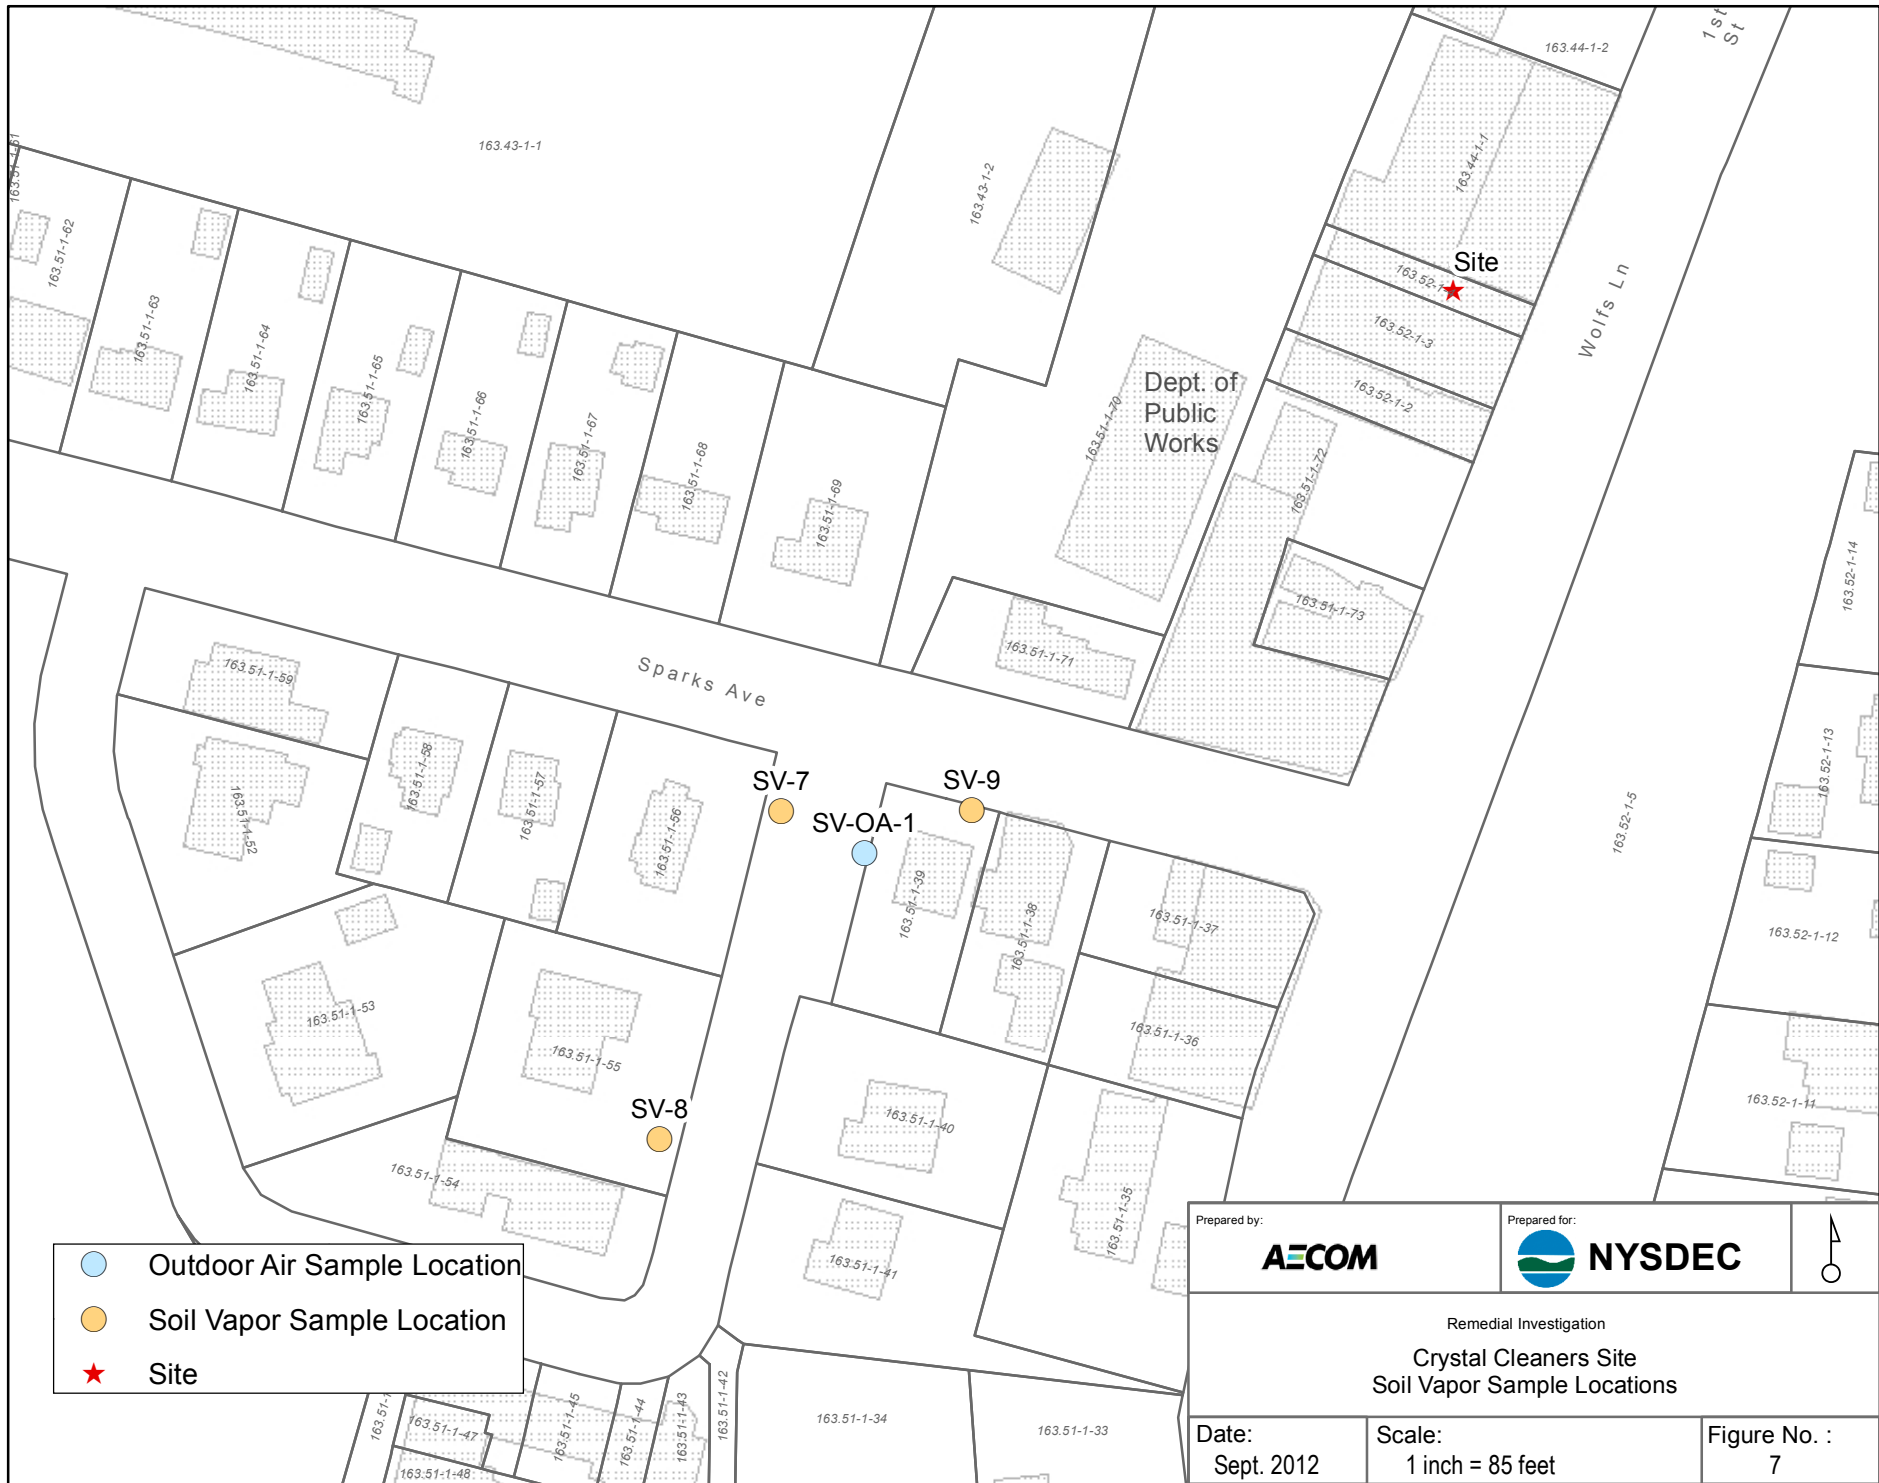 1st
St
163.44-1-2
163.43-1-1
163.44-1-1
163.43-1-2
163.51-1-61
163.51-1-62
Site
163.52-1-
Wolfs Ln
163.51-1-63
163.51-1-64
163.52-1-3
163.51-1-65
163.51-1-66
163.51-1-67
163.51-1-68
163.51-1-69
Dept. of
Public
Works
163.51-1-70
163.52-1-2
163.51-1-72
163.52-1-14
163.51-1-73
163.51-1-71
163.51-1-59
Sparks Ave
163.51-1-58
163.51-1-57
163.51-1-56
163.51-1-52
SV-7
SV-9
SV-OA-1
163.52-1-13
163.52-1-5
163.51-1-39
163.51-1-38
163.51-1-37
163.52-1-12
163.51-1-53
163.51-1-55
163.51-1-36
SV-8
163.51-1-40
163.52-1-11
163.51-1-54
163.51-1-35
163.51-1-41
Outdoor Air Sample Location
Soil Vapor Sample Location
Site
163.51-1
163.51-1-47
163.51-1-48
163.51-1-45
163.51-1-44
163.51-1-43
163.51-1-42
163.51-1-34
163.51-1-33
Prepared by:
AECOM
Prepared for:
NYSDEC
Remedial Investigation
Crystal Cleaners Site
Soil Vapor Sample Locations
Date:
Sept. 2012
Scale:
1 inch = 85 feet
Figure No. :
7